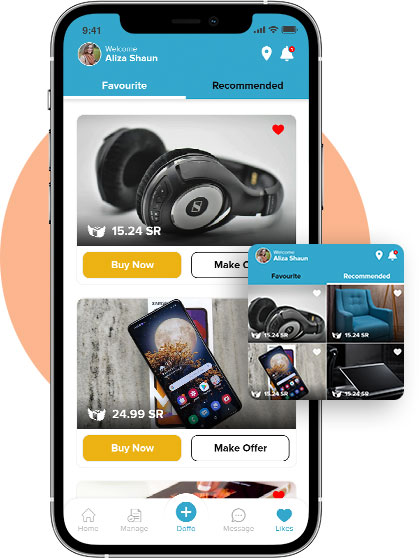 9:41
Welcome
Aliza Shaun
Favourite
Recommended
15.24 SR
Buy Now
Make O
24.99 SR
Buy Now
Make Offer
Home
Manage
Daffo
Message
Likes
Welcome
Aliza Shaun
Favourite
Recommended
15.24 SR
15.24 SR
15.24 SR
15.24 SR